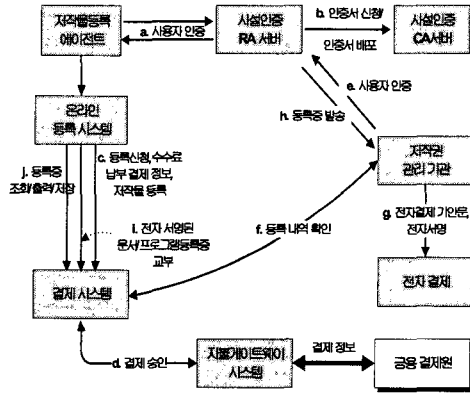 저작물등록
에이전트
a. 사용자 인증
사설인증
RA 서버
b. 인증서 신청/
인증서 배포
사설인증
CA서버
e. 사용자 인증
h. 등록증 발송
온라인
등록 시스템
저작권
관리 기관
j. 등록증
조회/출력/저장
c. 등록신청, 수수료
납부 결제 정보,
저작물 등록
i. 전자 서명된
문서/프로그램등록증
교부
f. 등록 내역 확인
g. 전자결제 기안문,
전자서명
결제 시스템
전자 결제
d. 결제 승인
지불게이트웨이
시스템
결제 정보
금융 결제원